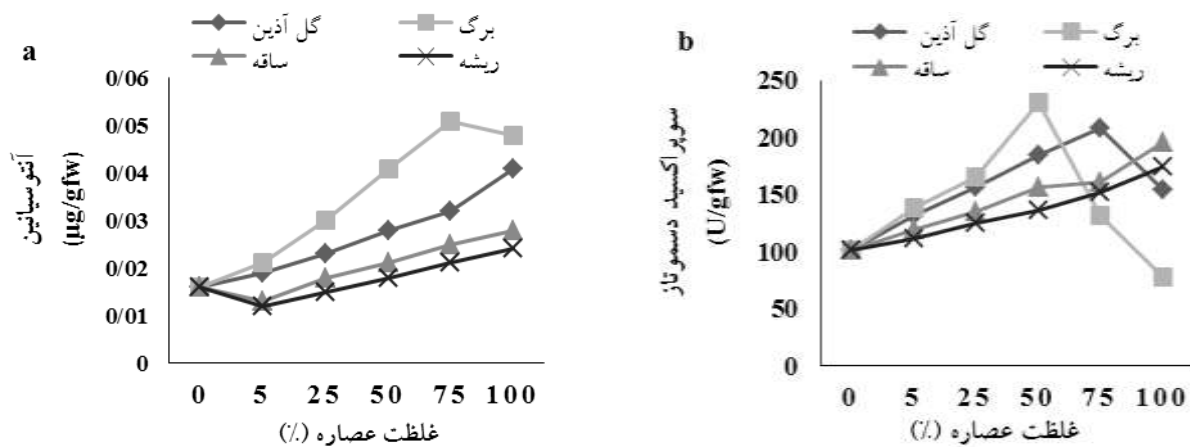 a
گل آذین
برگ
ساقه
ریشه
آنتوسیانین
(µg/gfw)
0/06
0/05
0/04
0/03
0/02
0/01
0
0 5 25 50 75 100
غلظت عصاره (٪)
b
گل آذین
برگ
ساقه
ریشه
سوپراکسید دسموتاز
(U/gfw)
250
200
150
100
50
0
0 5 25 50 75 100
غلظت عصاره (٪)